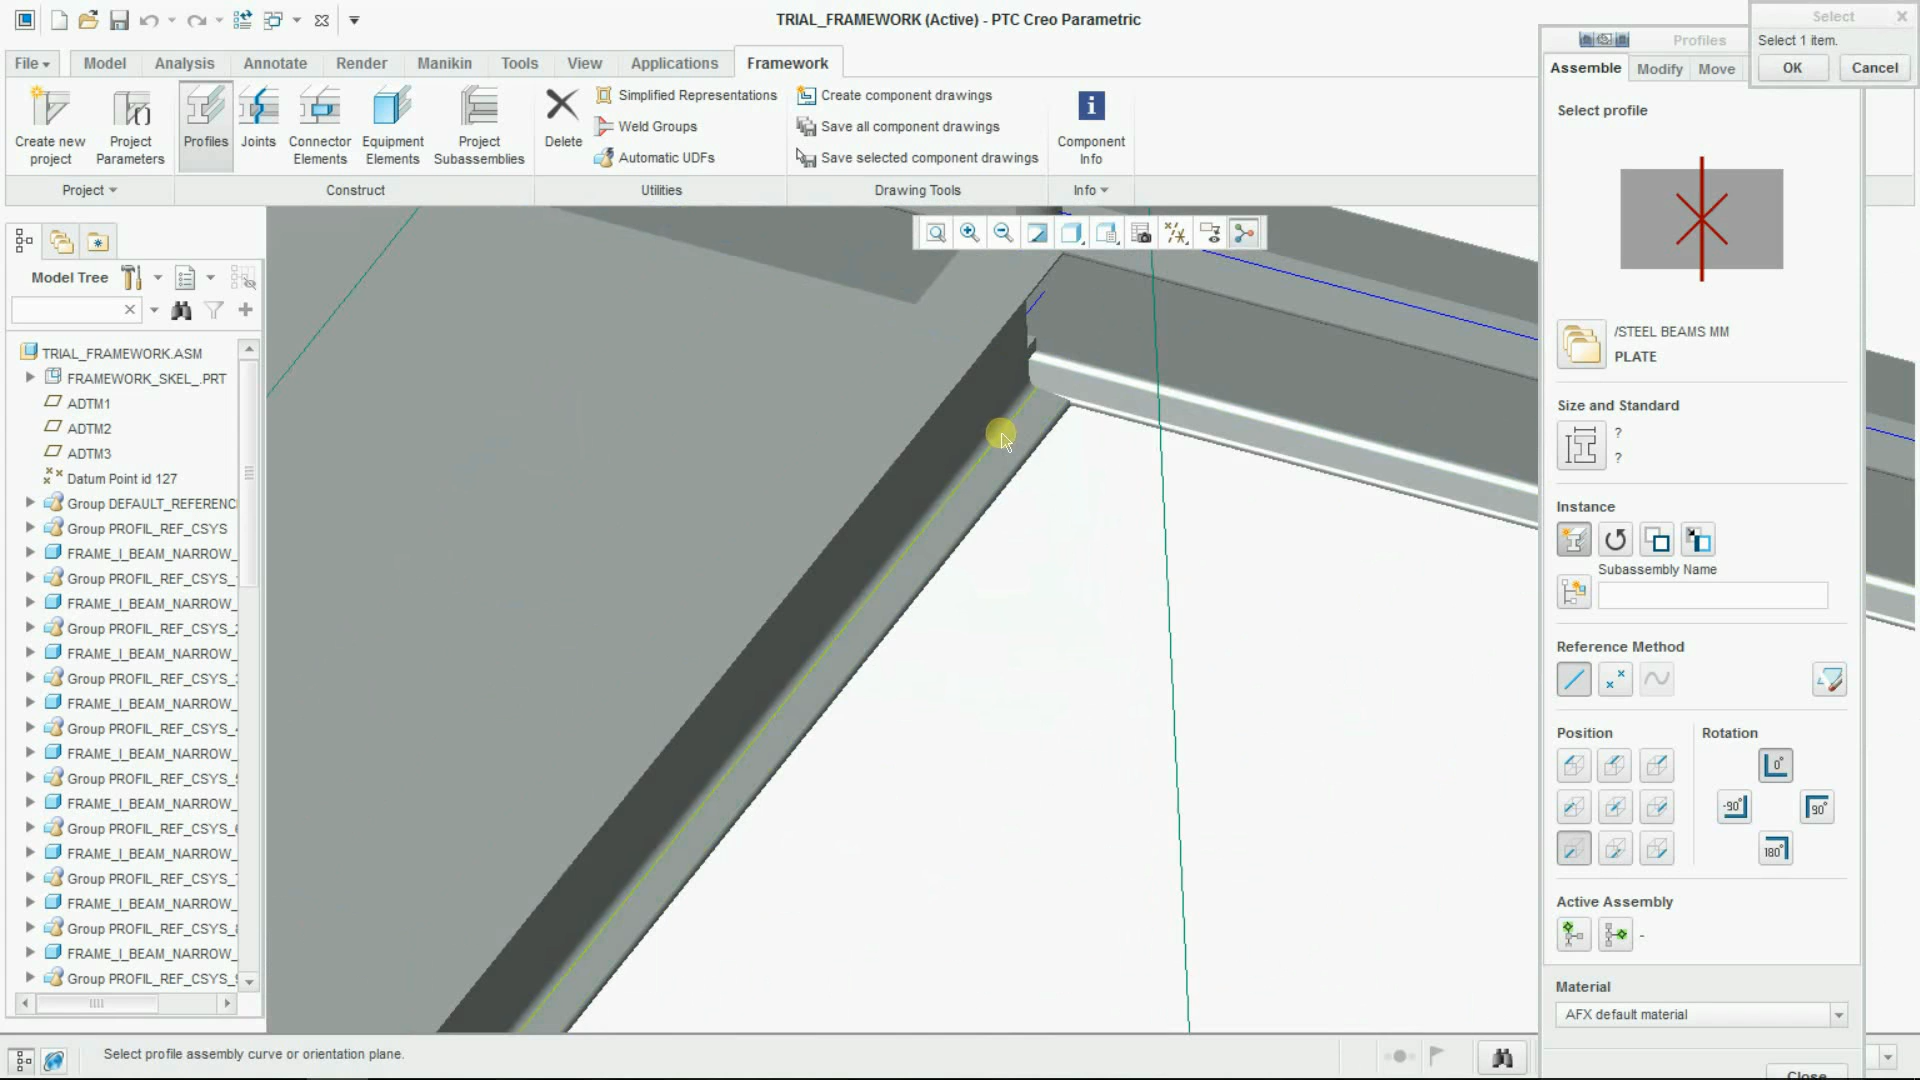 TRIAL_FRAMEWORK (Active) - PTC Creo Parametric
File
Model
Analysis
Annotate
Render
Manikin
Tools
View
Applications
Framework
Create new
project
Project
Parameters
Profiles
Joints
Connector
Elements
Equipment
Elements
Project
Subassemblies
Delete
Simplified Representations
Weld Groups
Automatic UDFs
Create component drawings
Save all component drawings
Save selected component drawings
Component
Info
Project
Construct
Utilities
Drawing Tools
Info
Model Tree
TRIAL_FRAMEWORK.ASM
FRAMEWORK_SKEL_.PRT
ADTM1
ADTM2
ADTM3
Datum Point id 127
Group DEFAULT_REFERENC
Group PROFIL_REF_CSYS
FRAME_I_BEAM_NARROW_
Group PROFIL_REF_CSYS_
FRAME_I_BEAM_NARROW_
Group PROFIL_REF_CSYS_2
FRAME_I_BEAM_NARROW_
Group PROFIL_REF_CSYS_
FRAME_I_BEAM_NARROW_
Group PROFIL_REF_CSYS_4
FRAME_I_BEAM_NARROW_
Group PROFIL_REF_CSYS_
FRAME_I_BEAM_NARROW_
Group PROFIL_REF_CSYS_
FRAME_I_BEAM_NARROW_
Group PROFIL_REF_CSYS_7
FRAME_I_BEAM_NARROW_
Group PROFIL_REF_CSYS_
FRAME_I_BEAM_NARROW_
Group PROFIL_REF_CSYS_
Select profile assembly curve or orientation plane.
Select
Select 1 item.
OK
Cancel
Profiles
Assemble
Modify
Move
Select profile
/STEEL BEAMS MM
PLATE
Size and Standard
?
?
Instance
Subassembly Name
Reference Method
Position
Rotation
0°
-90°
90°
180°
Active Assembly
-
Material
AFX default material
Close